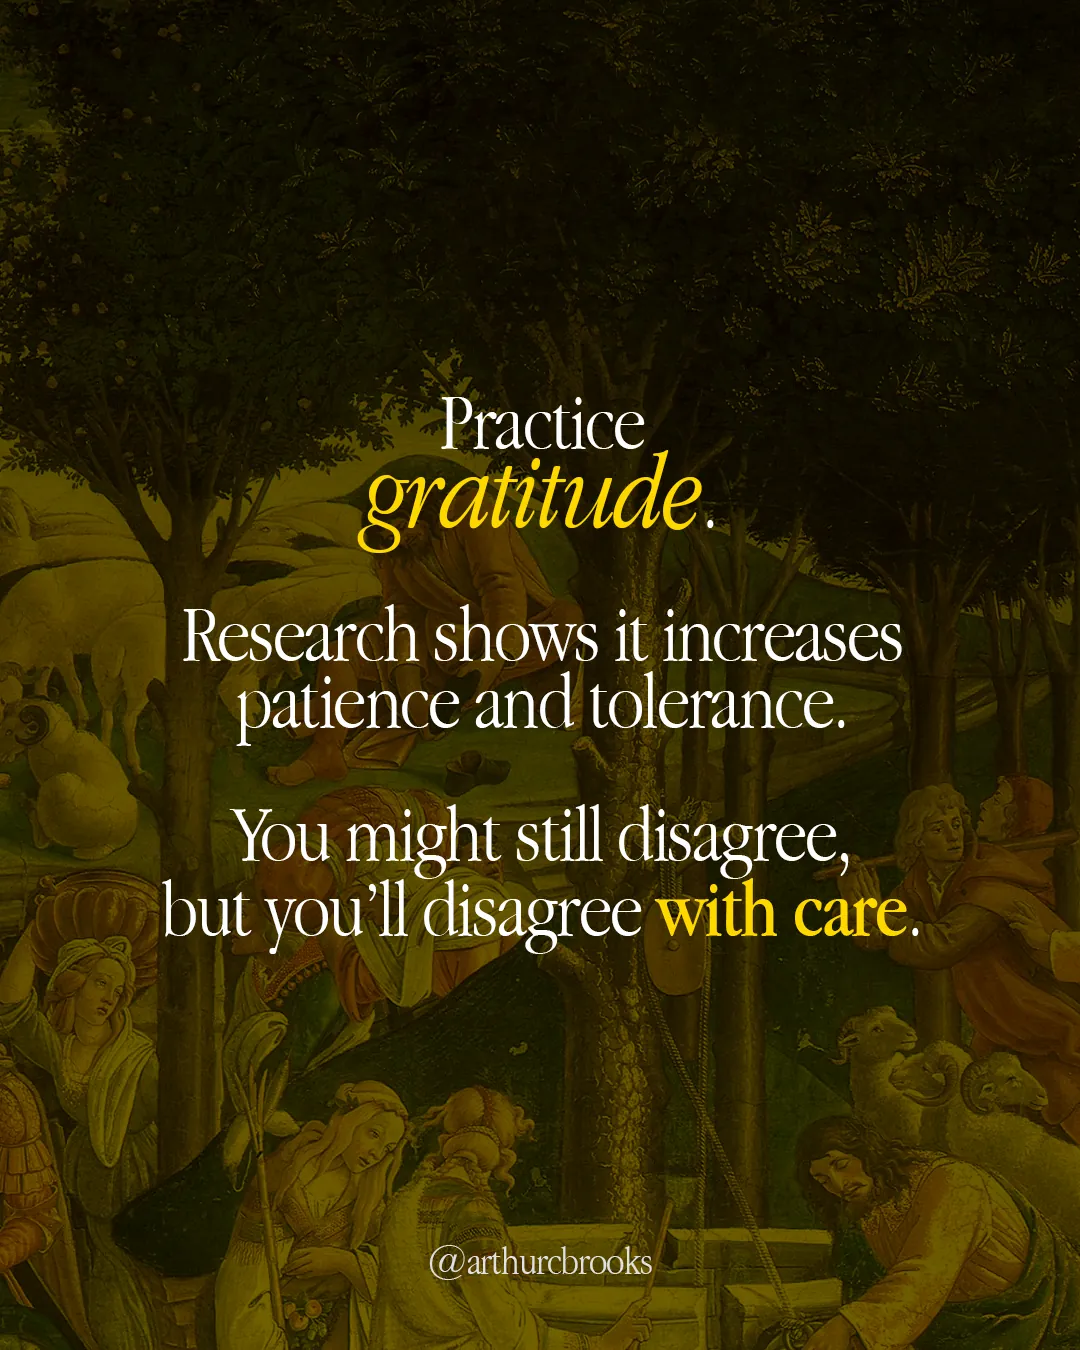 Practice
gratitude.
Research shows it increases
patience and tolerance.
You might still disagree,
but you’ll disagree with care.
@arthurcbrooks